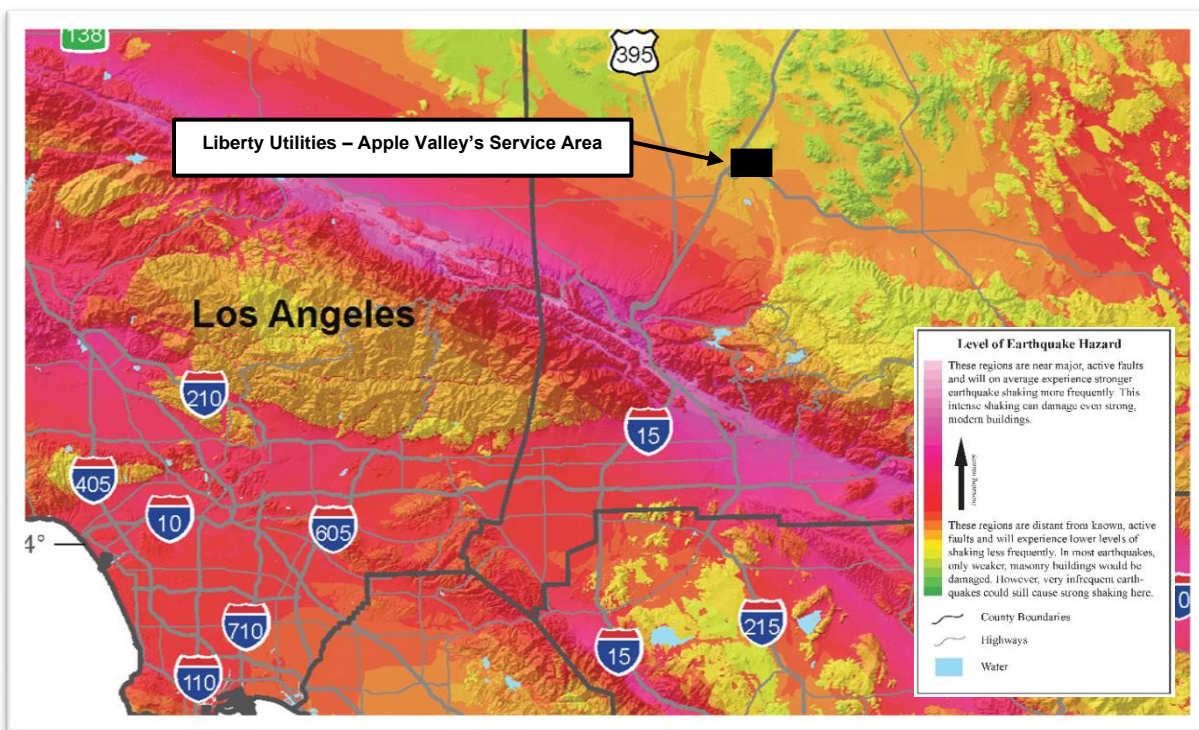 138
395
Liberty Utilities – Apple Valley's Service Area
Los Angeles
210
15
405
10
605
4°
710
110
15
215
0
Level of Earthquake Hazard
These regions are near major, active faults
and will on average experience stronger
earthquake shaking more frequently. This
intense shaking can damage even strong,
modern buildings.
Increasing intensity
These regions are distant from known, active
faults and will experience lower levels of
shaking less frequently. In most earthquakes,
only weaker, masonry buildings would be
damaged. However, very infrequent earth-
quakes could still cause strong shaking here.
County Boundaries
Highways
Water